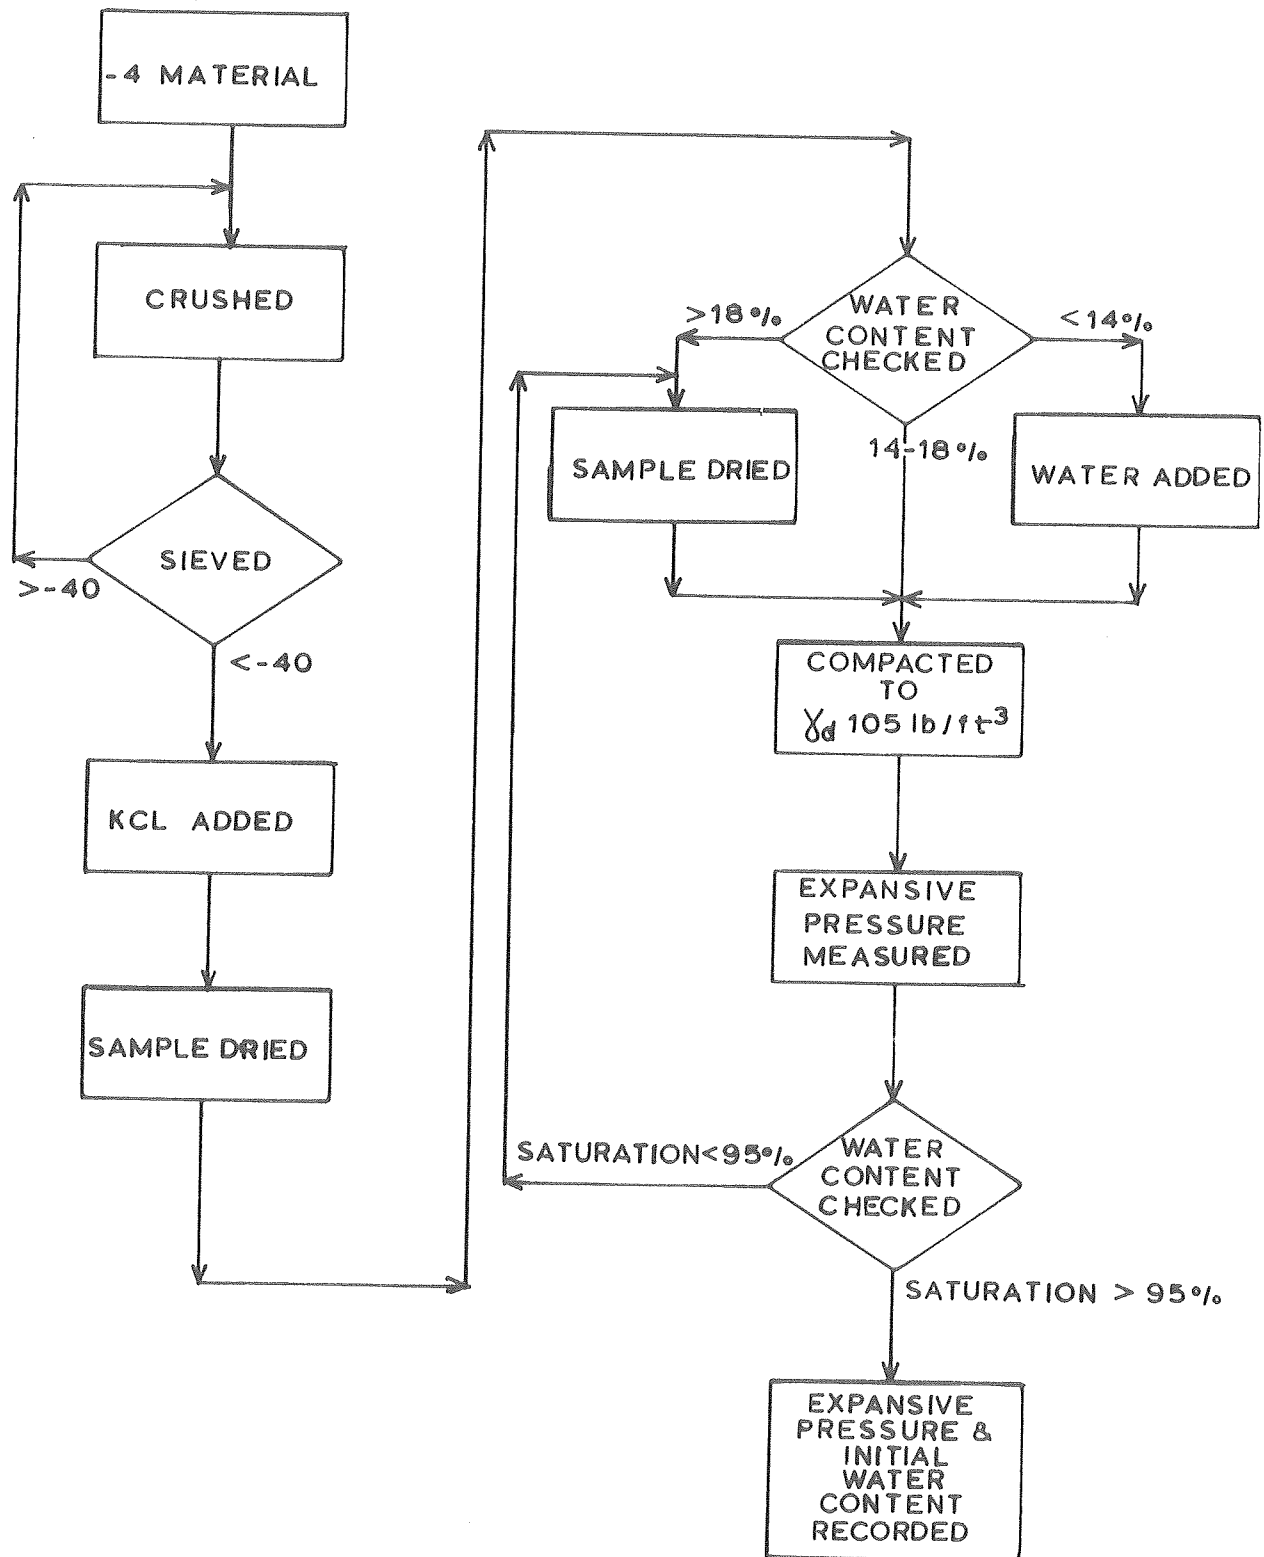 -4 MATERIAL
CRUSHED
SIEVED
>-40
<-40
KCL ADDED
SAMPLE DRIED
WATER
CONTENT
CHECKED
>18%
<14%
14-18%
SAMPLE DRIED
WATER ADDED
COMPACTED
TO
γd 105 lb/ft³
EXPANSIVE
PRESSURE
MEASURED
WATER
CONTENT
CHECKED
SATURATION<95%
SATURATION > 95%
EXPANSIVE
PRESSURE &
INITIAL
WATER
CONTENT
RECORDED